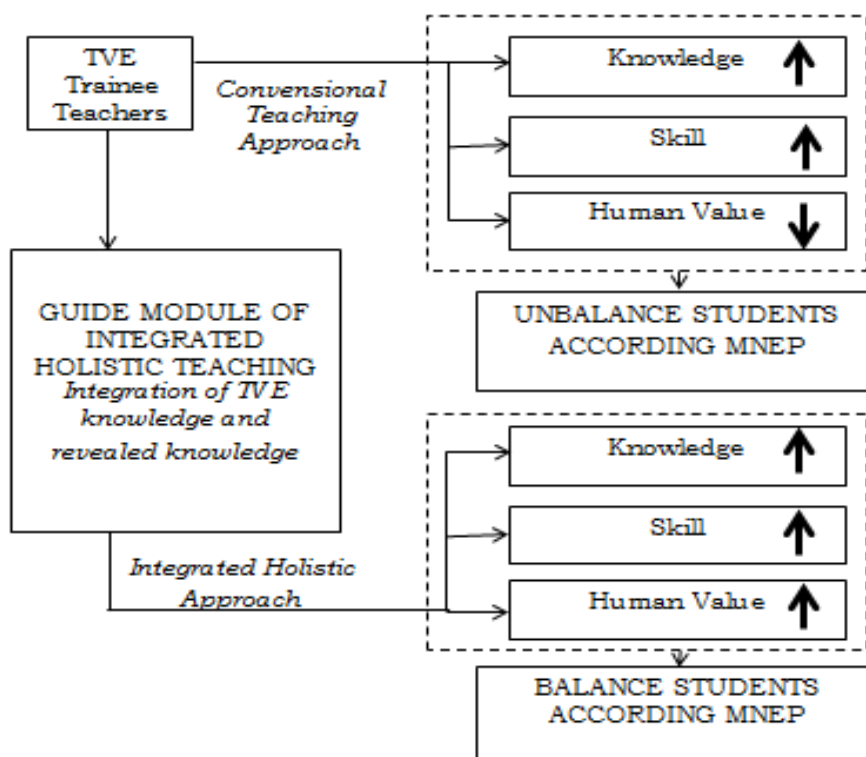 TVE
Trainee
Teachers
Convensional
Teaching
Approach
Knowledge
Skill
Human Value
UNBALANCE STUDENTS
ACCORDING MNEP
GUIDE MODULE OF
INTEGRATED
HOLISTIC TEACHING
Integration of TVE
knowledge and
revealed knowledge
Integrated Holistic
Approach
Knowledge
Skill
Human Value
BALANCE STUDENTS
ACCORDING MNEP